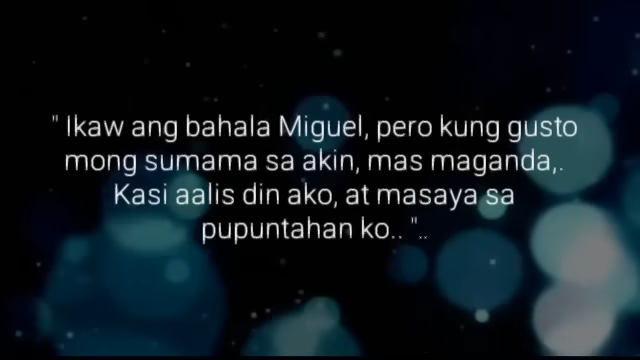 " Ikaw ang bahala Miguel, pero kung gusto
mong sumama sa akin, mas maganda,.
Kasi aalis din ako, at masaya sa
pupuntahan ko.. "..